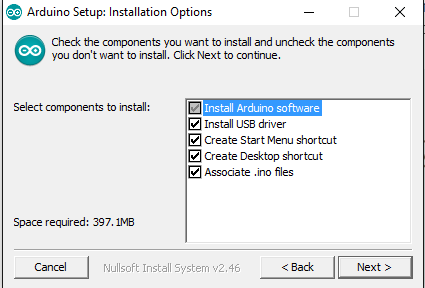 Arduino Setup: Installation Options
Check the components you want to install and uncheck the components
you don't want to install. Click Next to continue.
Select components to install:
Install Arduino software
Install USB driver
Create Start Menu shortcut
Create Desktop shortcut
Associate .ino files
Space required: 397.1MB
Cancel
Nullsoft Install System v2.46
< Back
Next >